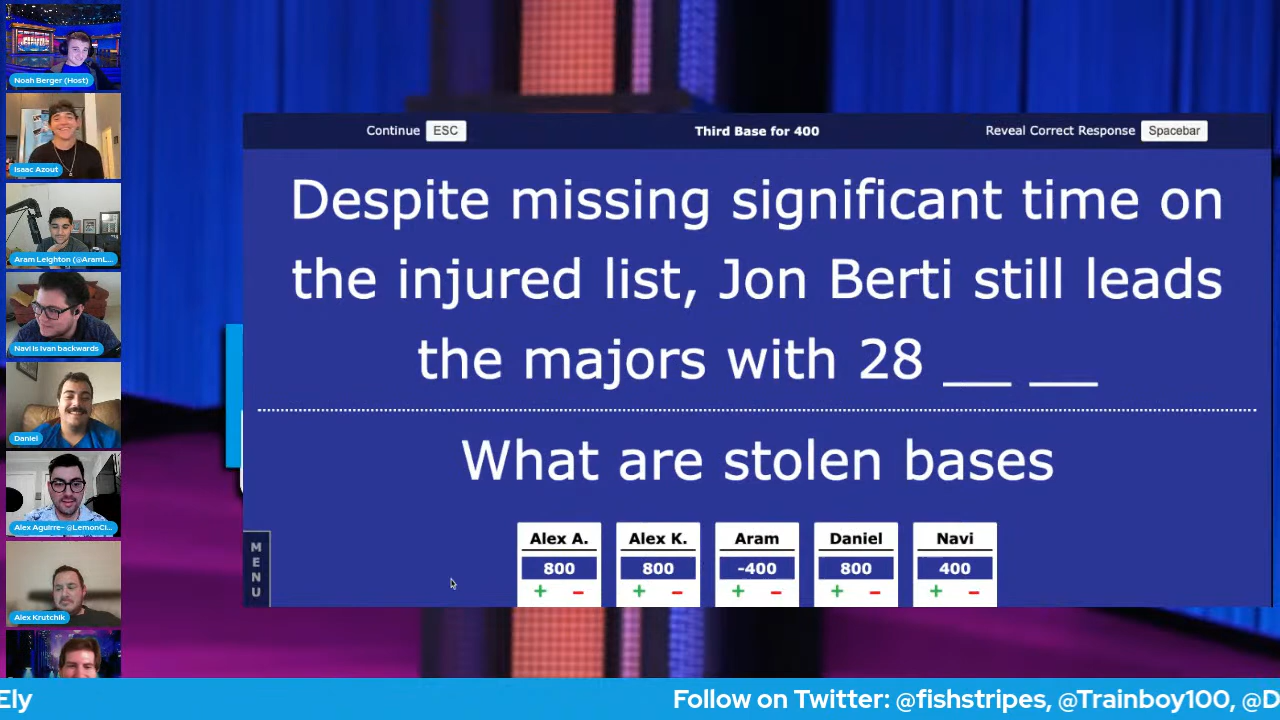 Noah Berger (Host)
Isaac Azout
Aram Leighton (@AramL...
Navi is Ivan backwards
Daniel
Alex Aguirre- @LemonCi...
Alex Krutchik
Continue ESC
Third Base for 400
Reveal Correct Response Spacebar
Despite missing significant time on
the injured list, Jon Berti still leads
the majors with 28 __ __
What are stolen bases
MENU
Alex A. Alex K. Aram Daniel Navi
800 800 -400 800 400
+ − + − + − + − + −
Ely Follow on Twitter: @fishstripes, @Trainboy100, @D